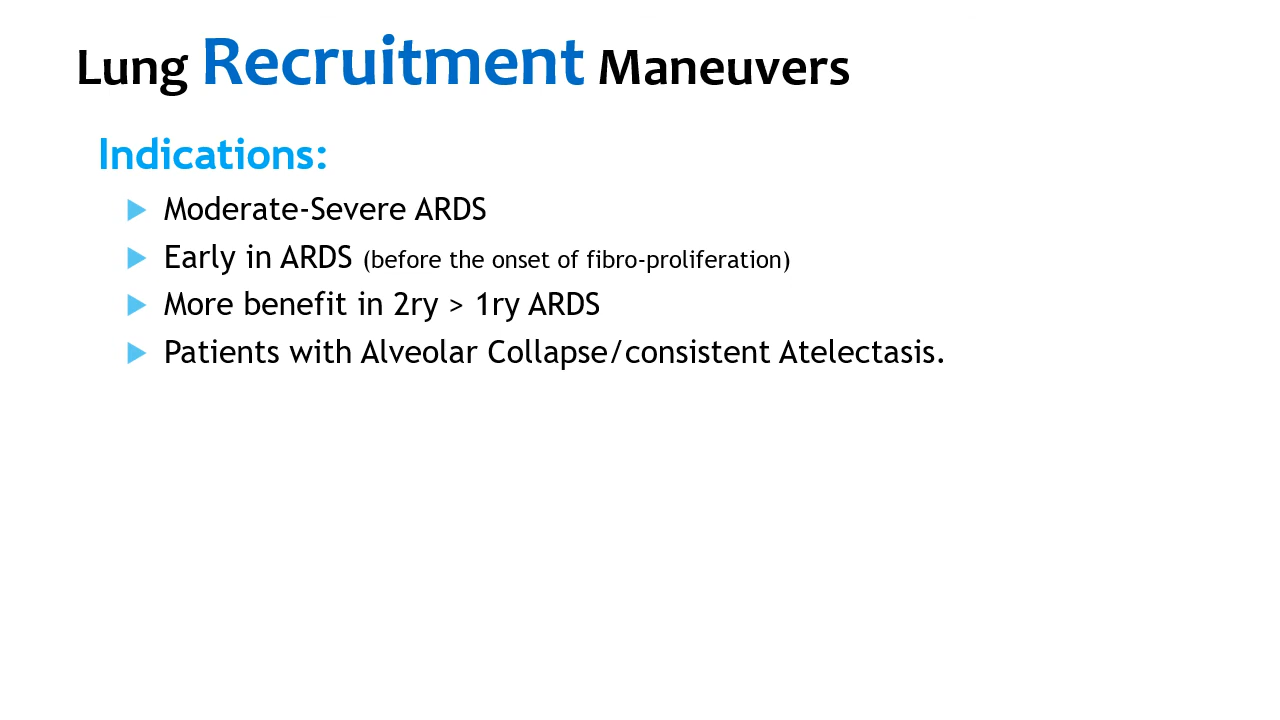 Lung Recruitment Maneuvers
Indications:
Moderate-Severe ARDS
Early in ARDS (before the onset of fibro-proliferation)
More benefit in 2ry > 1ry ARDS
Patients with Alveolar Collapse/consistent Atelectasis.